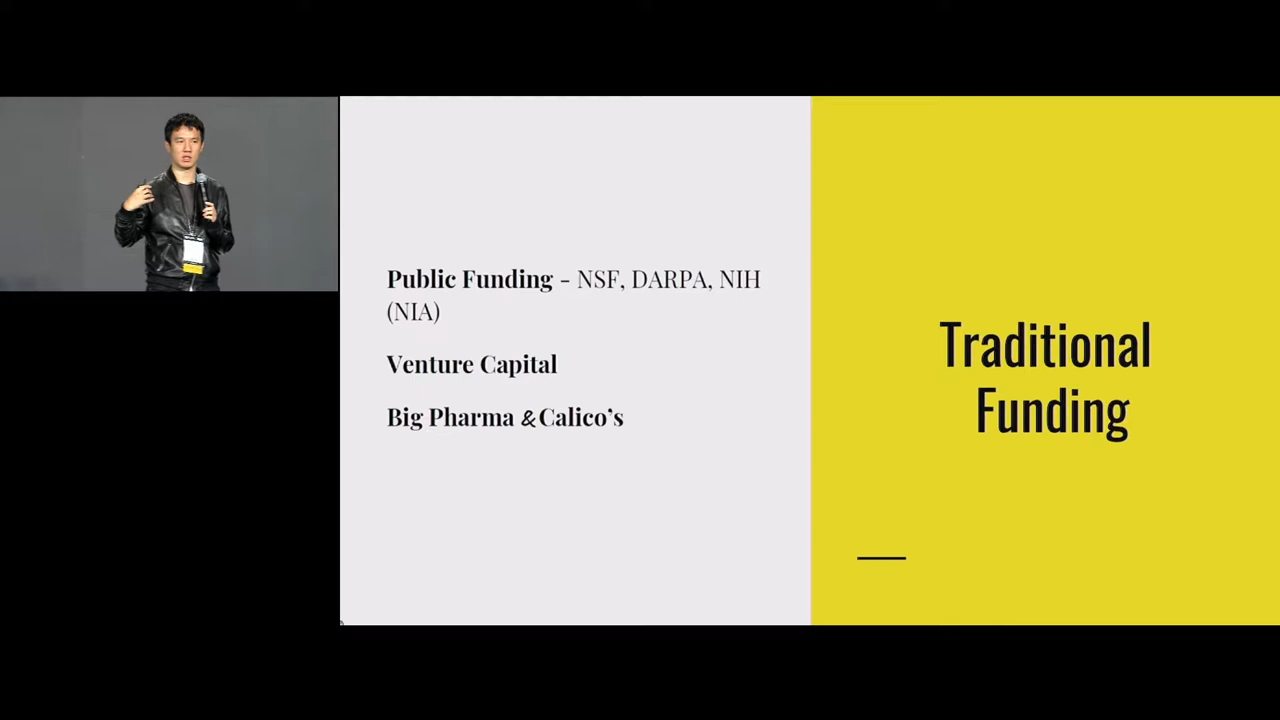 Public Funding - NSF, DARPA, NIH
(NIA)
Venture Capital
Big Pharma & Calico's
Traditional
Funding